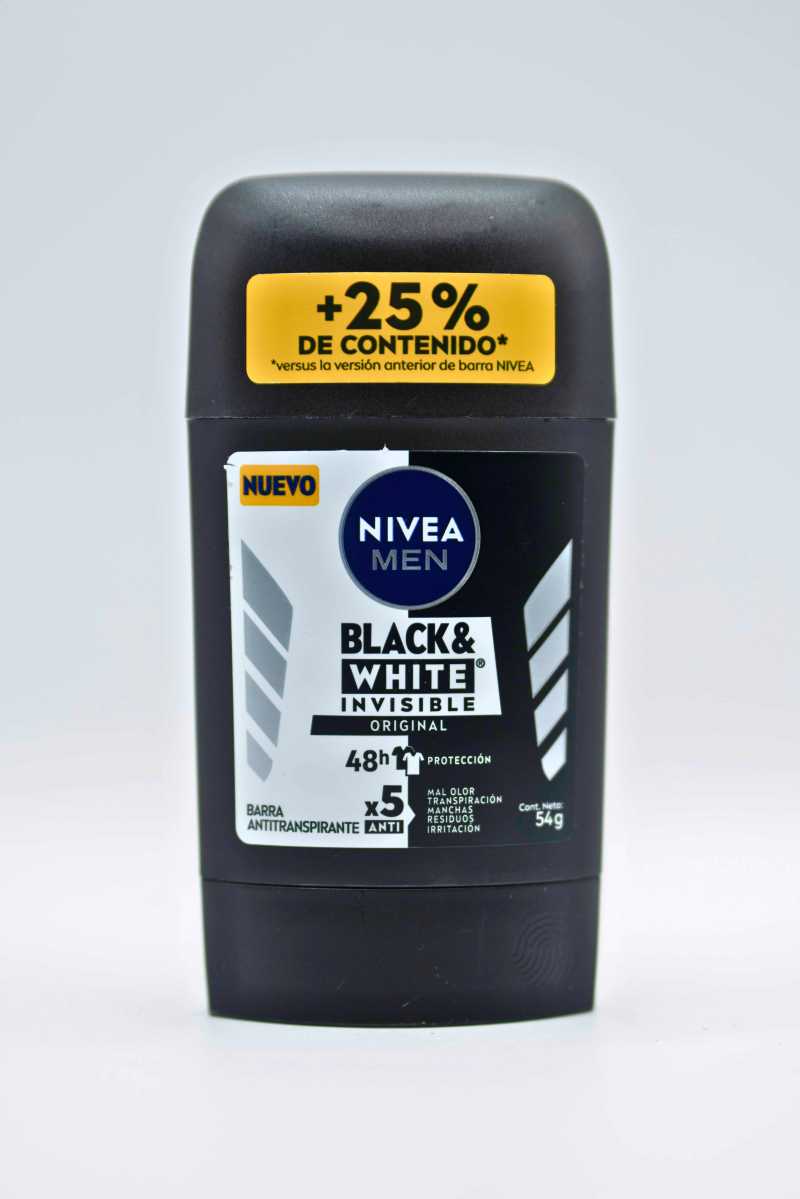 +25%
DE CONTENIDO*
*versus la versión anterior de barra NIVEA
NUEVO
NIVEA
MEN
BLACK&
WHITE®
INVISIBLE
ORIGINAL
48h PROTECCIÓN
BARRA
ANTITRANSPIRANTE
x5
ANTI
MAL OLOR
TRANSPIRACIÓN
MANCHAS
RESIDUOS
IRRITACIÓN
Cont. Neto:
54g